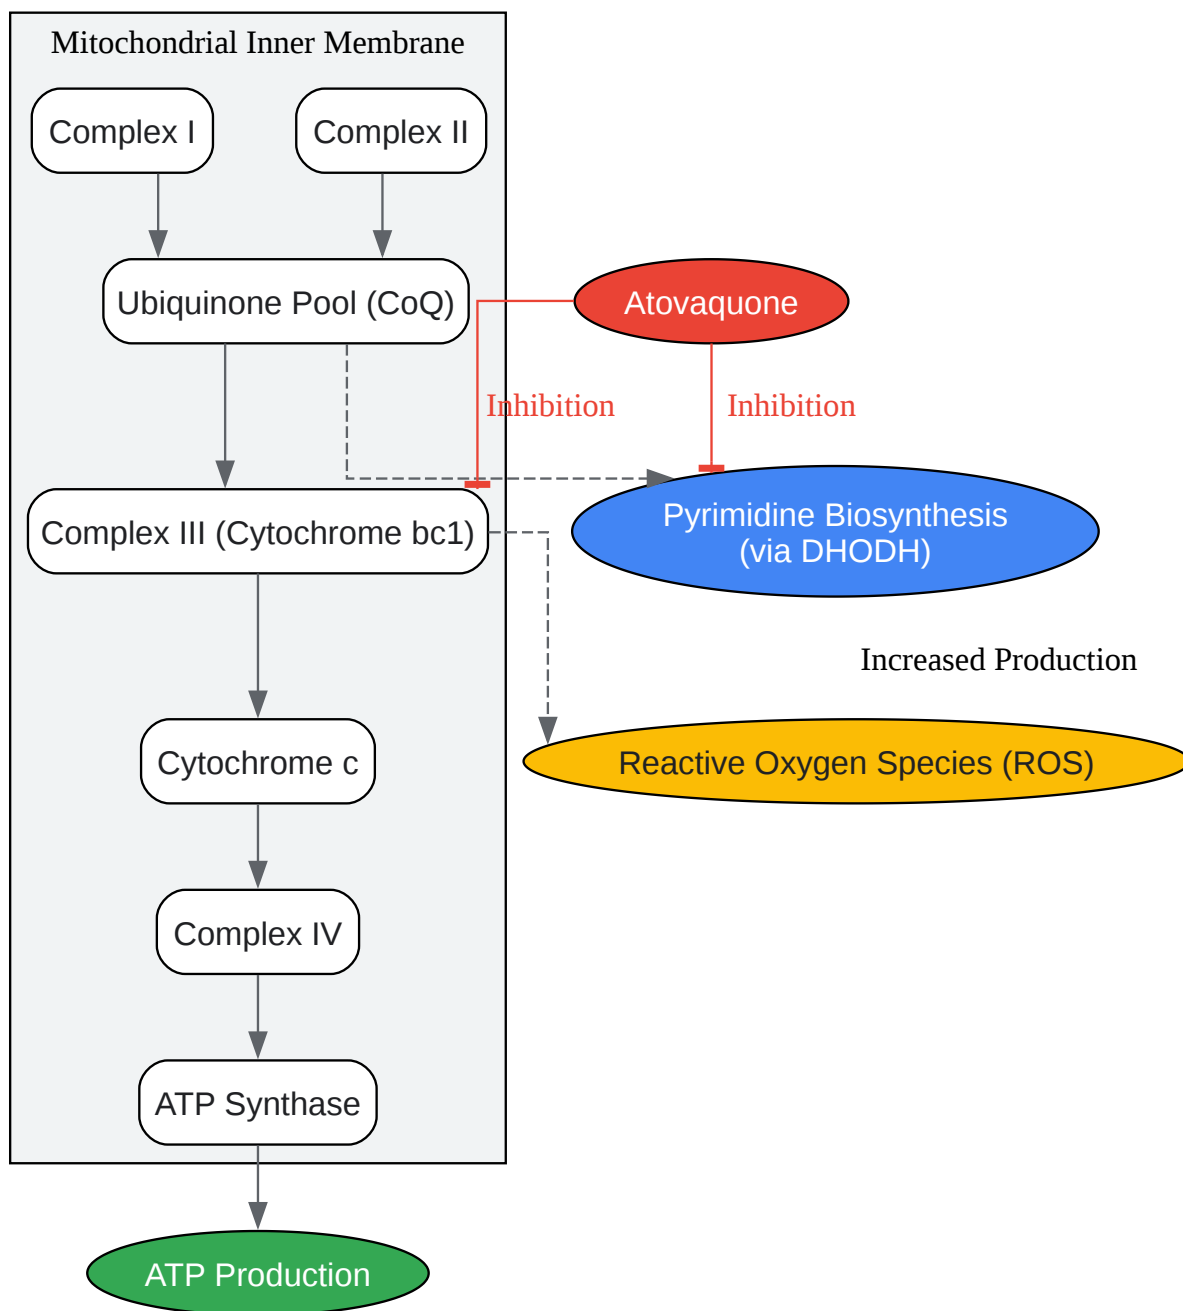 Mitochondrial Inner Membrane
Complex I
Complex II
Ubiquinone Pool (CoQ)
Atovaquone
Inhibition
Inhibition
Complex III (Cytochrome bc1)
Pyrimidine Biosynthesis
(via DHODH)
Increased Production
Cytochrome c
Reactive Oxygen Species (ROS)
Complex IV
ATP Synthase
ATP Production